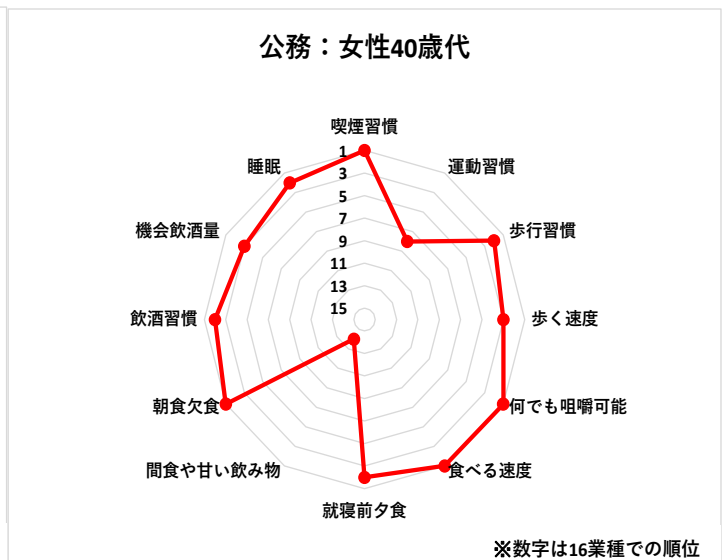 公務：女性40歳代
喫煙習慣
運動習慣
歩行習慣
歩く速度
何でも咀嚼可能
食べる速度
就寝前夕食
間食や甘い飲み物
朝食欠食
飲酒習慣
機会飲酒量
睡眠
1
3
5
7
9
11
13
15
※数字は16業種での順位